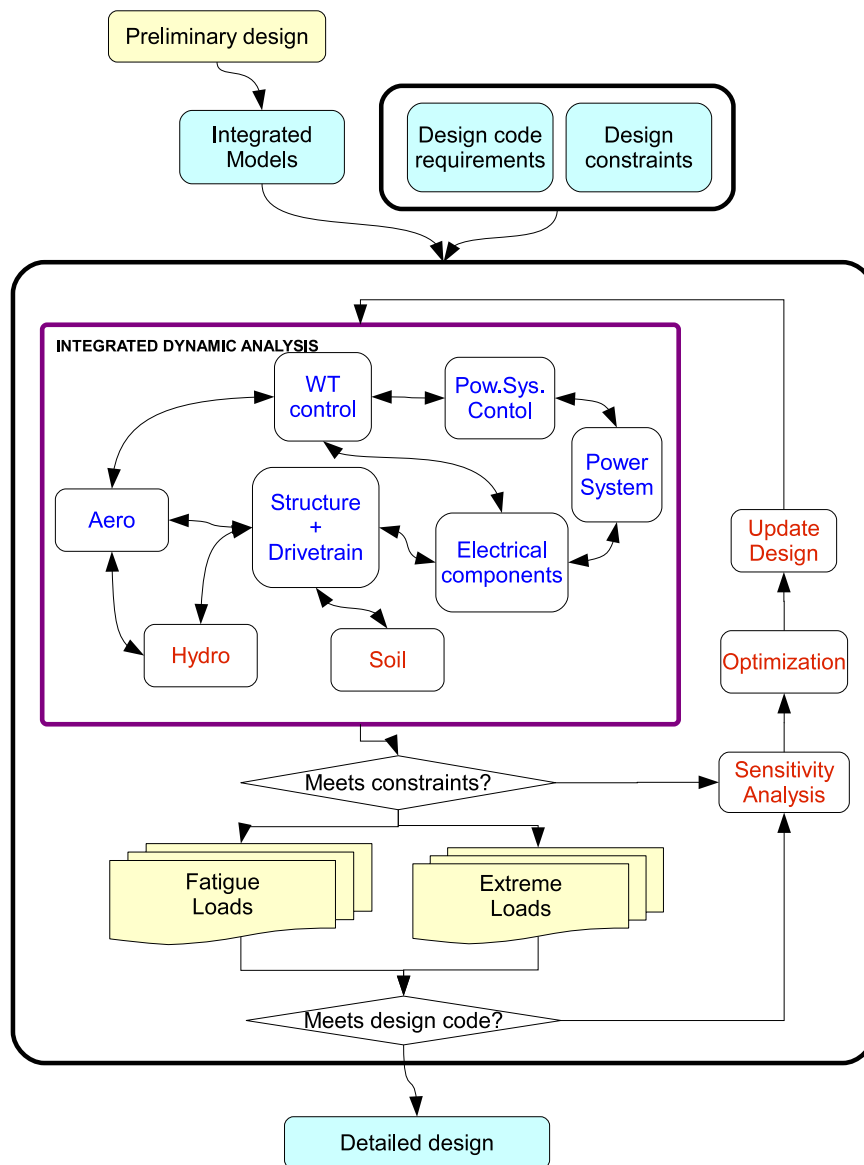 Preliminary design
Integrated
Models
Design code
requirements
Design
constraints
INTEGRATED DYNAMIC ANALYSIS
WT
control
Pow.Sys.
Contol
Power
System
Aero
Structure
+
Drivetrain
Electrical
components
Hydro
Soil
Update
Design
Optimization
Sensitivity
Analysis
Meets constraints?
Fatigue
Loads
Extreme
Loads
Meets design code?
Detailed design